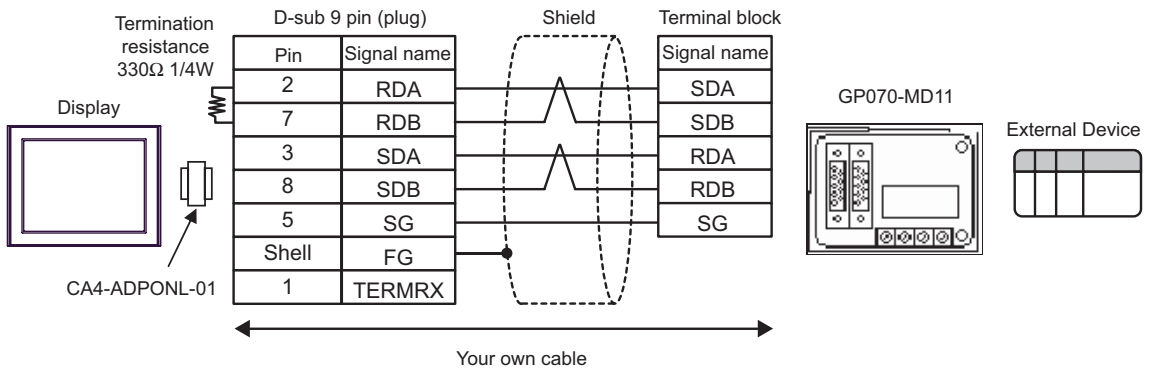 Termination
resistance
330Ω 1/4W
D-sub 9 pin (plug)
Shield
Terminal block
Pin Signal name
Signal name
2 RDA
SDA
7 RDB
SDB
3 SDA
RDA
8 SDB
RDB
5 SG
SG
Shell FG
1 TERMRX
Display
CA4-ADPONL-01
GP070-MD11
External Device
Your own cable